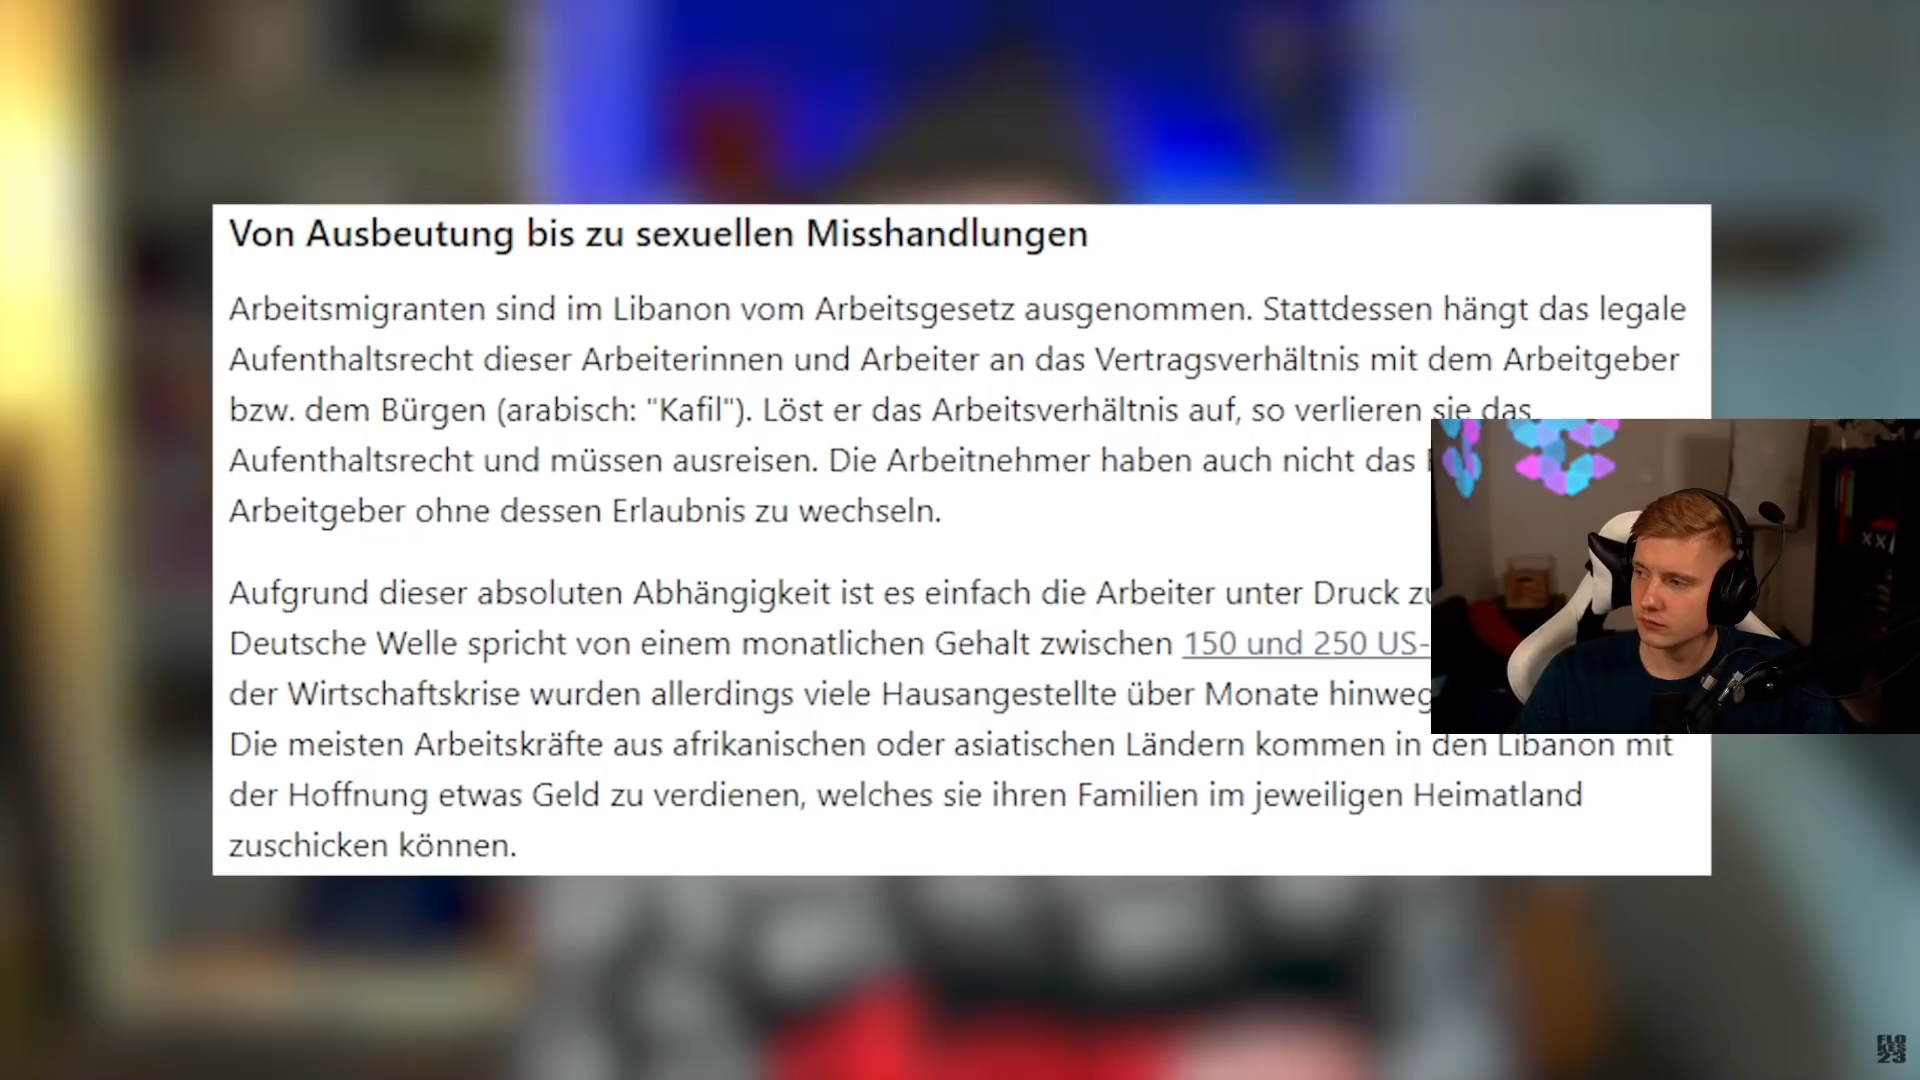 Von Ausbeutung bis zu sexuellen Misshandlungen
Arbeitsmigranten sind im Libanon vom Arbeitsgesetz ausgenommen. Stattdessen hängt das legale
Aufenthaltsrecht dieser Arbeiterinnen und Arbeiter an das Vertragsverhältnis mit dem Arbeitgeber
bzw. dem Bürgen (arabisch: "Kafil"). Löst er das Arbeitsverhältnis auf, so verlieren sie das
Aufenthaltsrecht und müssen ausreisen. Die Arbeitnehmer haben auch nicht das
Arbeitgeber ohne dessen Erlaubnis zu wechseln.
Aufgrund dieser absoluten Abhängigkeit ist es einfach die Arbeiter unter Druck
Deutsche Welle spricht von einem monatlichen Gehalt zwischen 150 und 250 US-
der Wirtschaftskrise wurden allerdings viele Hausangestellte über Monate hinweg
Die meisten Arbeitskräfte aus afrikanischen oder asiatischen Ländern kommen in den Libanon mit
der Hoffnung etwas Geld zu verdienen, welches sie ihren Familien im jeweiligen Heimatland
zuschicken können.
FLO
KES
23